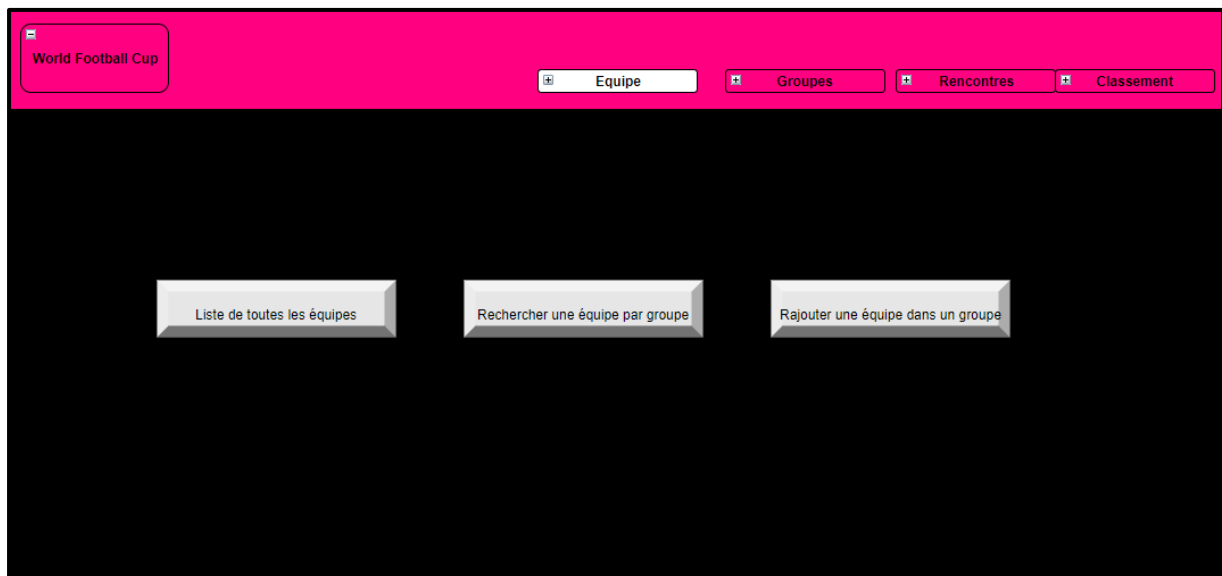 World Football Cup
Equipe
Groupes
Rencontres
Classement
Liste de toutes les équipes
Rechercher une équipe par groupe
Rajouter une équipe dans un groupe